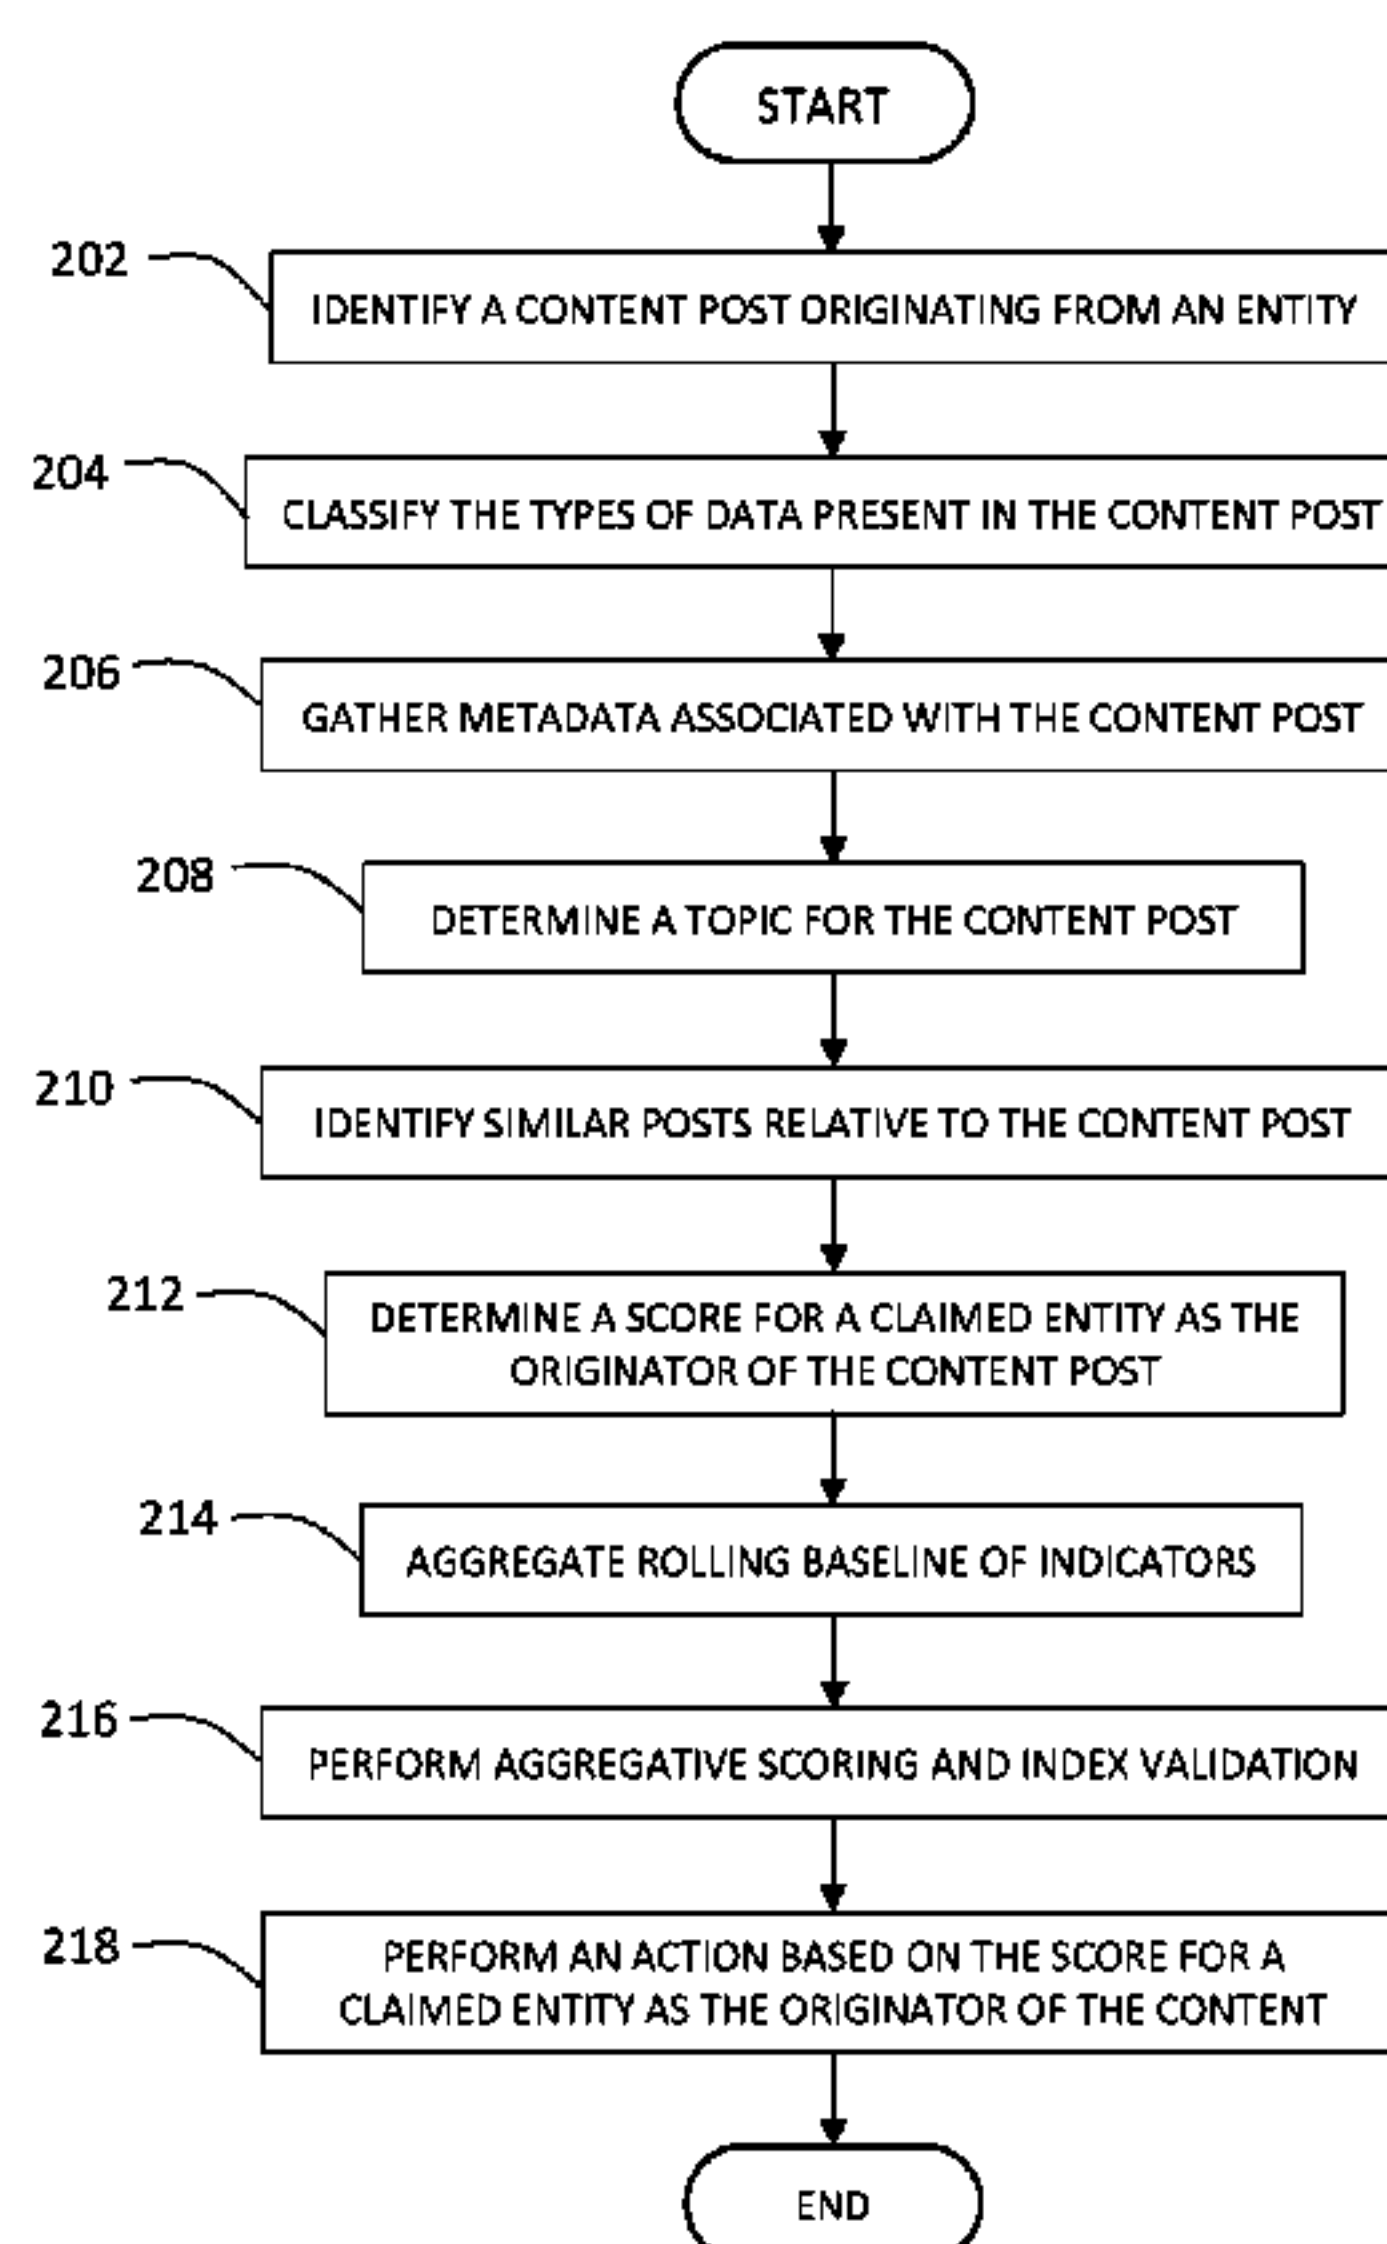 START
202
IDENTIFY A CONTENT POST ORIGINATING FROM AN ENTITY
204
CLASSIFY THE TYPES OF DATA PRESENT IN THE CONTENT POST
206
GATHER METADATA ASSOCIATED WITH THE CONTENT POST
208
DETERMINE A TOPIC FOR THE CONTENT POST
210
IDENTIFY SIMILAR POSTS RELATIVE TO THE CONTENT POST
212
DETERMINE A SCORE FOR A CLAIMED ENTITY AS THE
ORIGINATOR OF THE CONTENT POST
214
AGGREGATE ROLLING BASELINE OF INDICATORS
216
PERFORM AGGREGATIVE SCORING AND INDEX VALIDATION
218
PERFORM AN ACTION BASED ON THE SCORE FOR A
CLAIMED ENTITY AS THE ORIGINATOR OF THE CONTENT
END